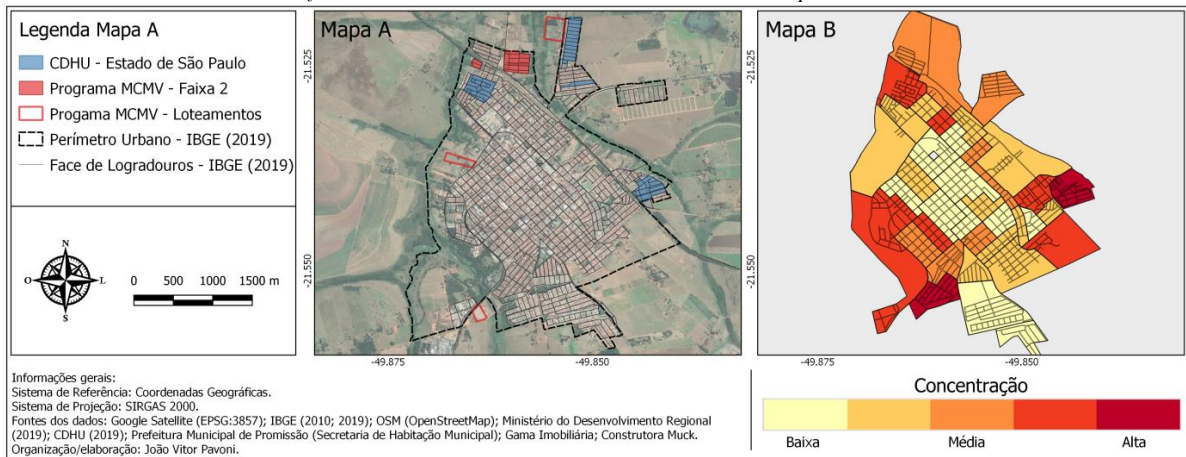 Legenda Mapa A
CDHU - Estado de São Paulo
Programa MCMV - Faixa 2
Progama MCMV - Loteamentos
Perímetro Urbano - IBGE (2019)
Face de Logradouros - IBGE (2019)
N
O
L
S
0 500 1000 1500 m
Mapa A
-21.525
-21.550
-49.875
-49.850
Mapa B
-21.525
-21.550
-49.875
-49.850
Informações gerais:
Sistema de Referência: Coordenadas Geográficas.
Sistema de Projeção: SIRGAS 2000.
Fontes dos dados: Google Satellite (EPSG:3857); IBGE (2010; 2019); OSM (OpenStreetMap); Ministério do Desenvolvimento Regional
(2019); CDHU (2019); Prefeitura Municipal de Promissão (Secretaria de Habitação Municipal); Gama Imobiliária; Construtora Muck.
Organização/elaboração: João Vitor Pavoni.
Concentração
Baixa
Média
Alta